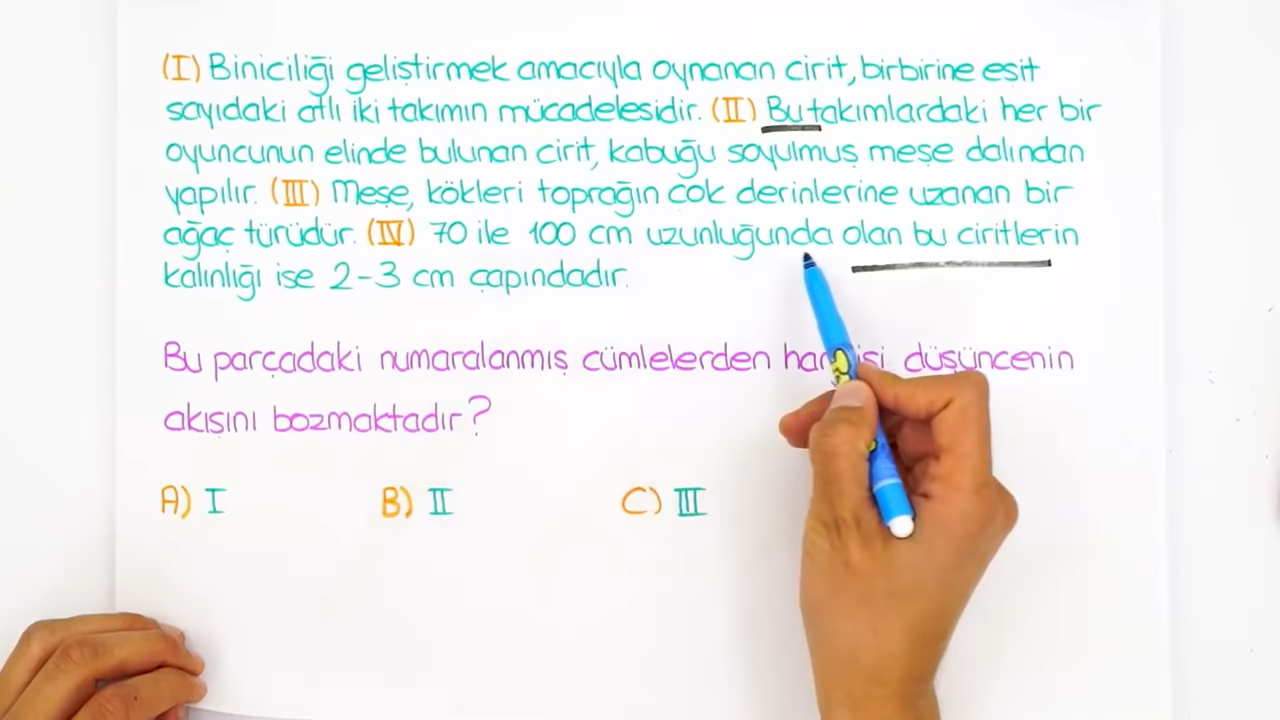 (I) Biniciliği geliştirmek amacıyla oynanan cirit, birbirine eşit
sayıdaki atlı iki takımın mücadelesidir. (II) Bu takımlardaki her bir
oyuncunun elinde bulunan cirit, kabuğu soyulmuş meşe dalından
yapılır. (III) Meşe, kökleri toprağın çok derinlerine uzanan bir
ağaç türüdür. (IV) 70 ile 100 cm uzunluğunda olan bu ciritlerin
kalınlığı ise 2-3 cm çapındadır.
Bu parçadaki numaralanmış cümlelerden düşüncenin
akışını bozmaktadır?
A) I B) II C) III